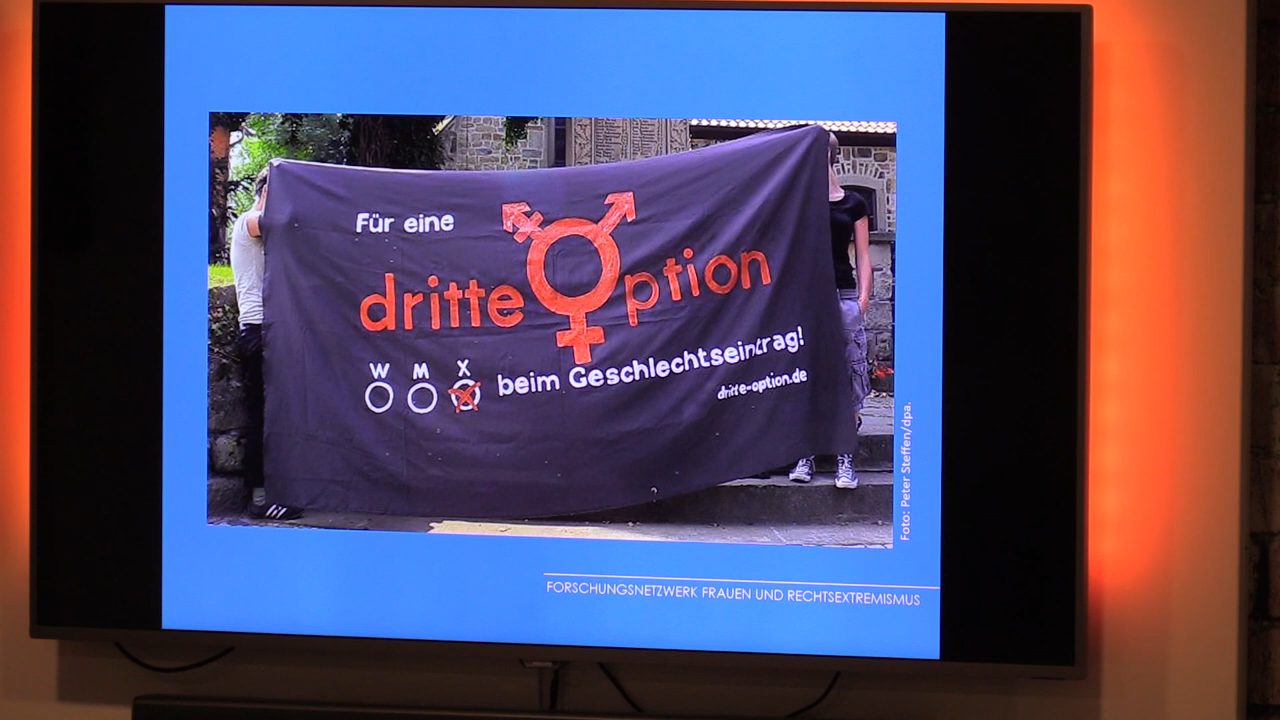 Für eine
dritte Option
W M X
beim Geschlechtseintrag!
dritte-option.de
Foto: Peter Steffen/dpa.
FORSCHUNGSNETZWERK FRAUEN UND RECHTSEXTREMISMUS